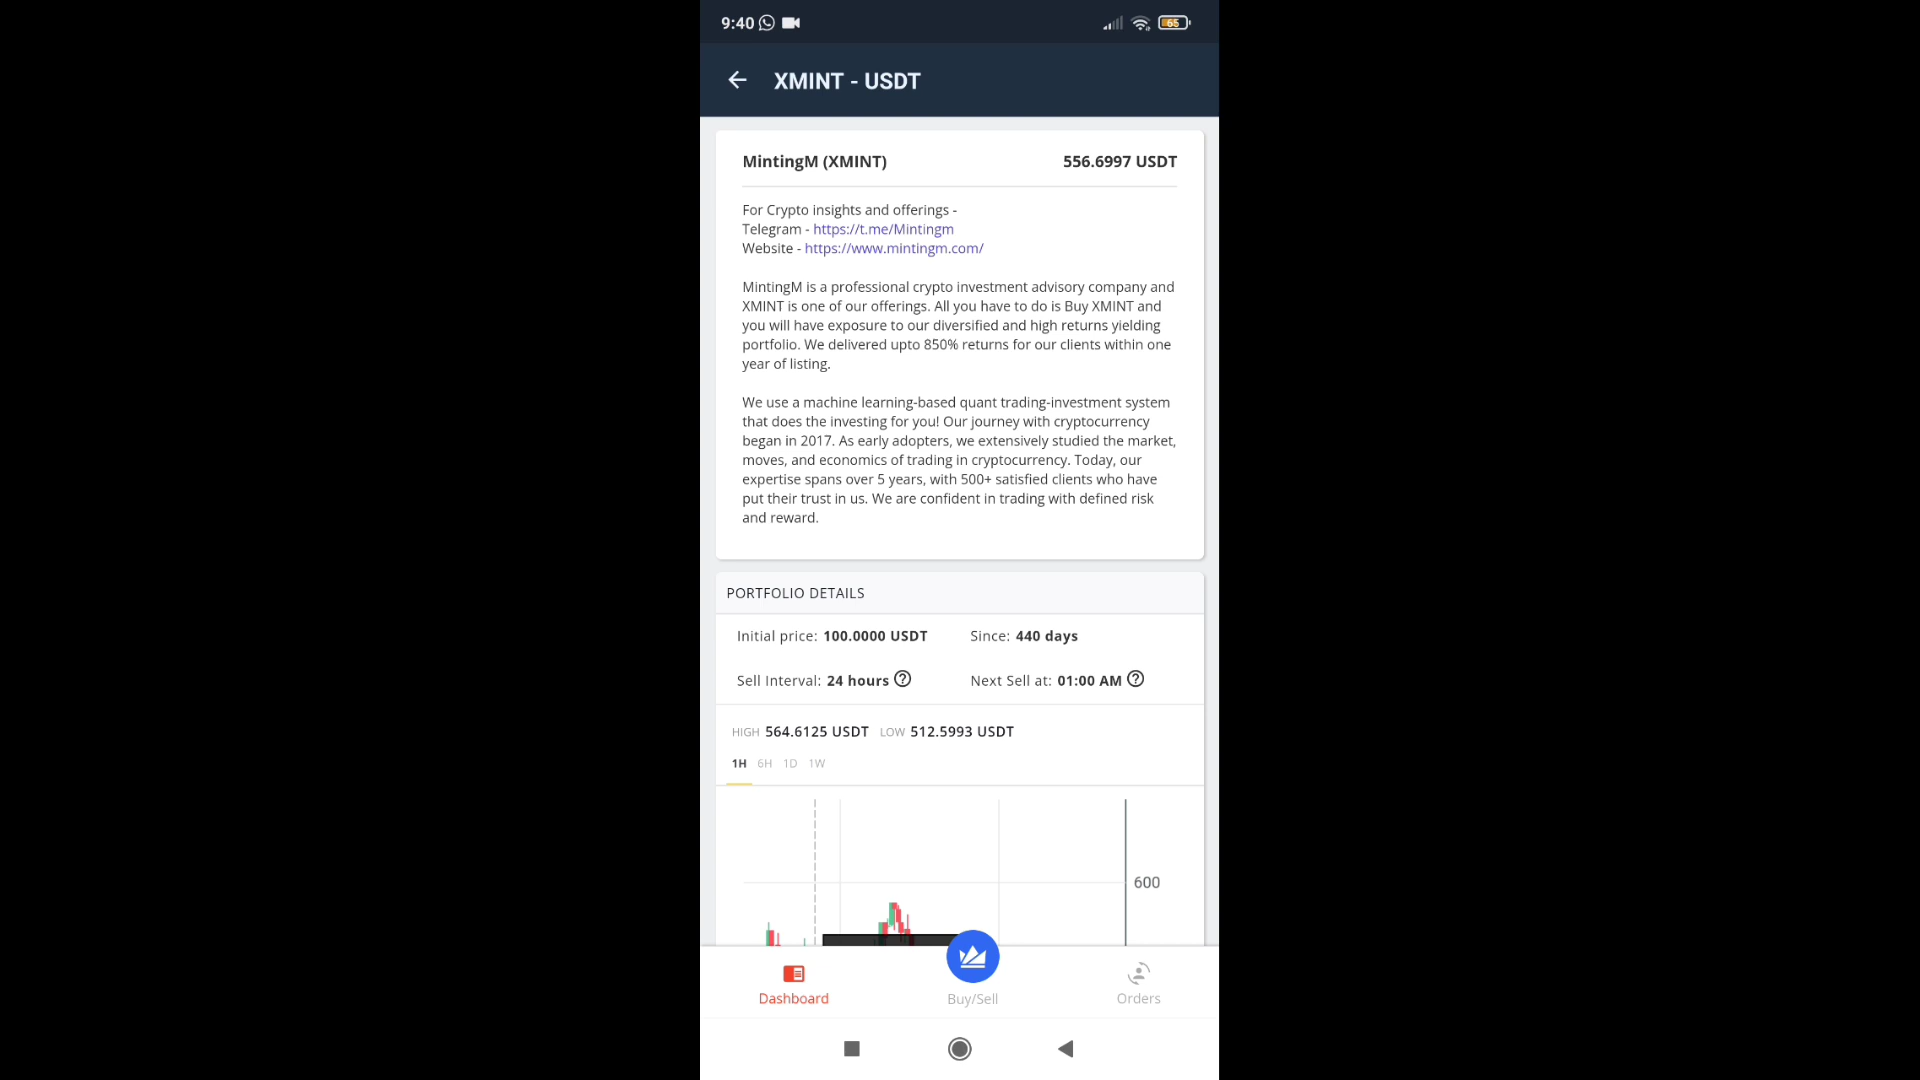 9:40
65
XMINT - USDT
MintingM (XMINT) 556.6997 USDT
For Crypto insights and offerings -
Telegram - https://t.me/Mintingm
Website - https://www.mintingm.com/
MintingM is a professional crypto investment advisory company and
XMINT is one of our offerings. All you have to do is Buy XMINT and
you will have exposure to our diversified and high returns yielding
portfolio. We delivered upto 850% returns for our clients within one
year of listing.
We use a machine learning-based quant trading-investment system
that does the investing for you! Our journey with cryptocurrency
began in 2017. As early adopters, we extensively studied the market,
moves, and economics of trading in cryptocurrency. Today, our
expertise spans over 5 years, with 500+ satisfied clients who have
put their trust in us. We are confident in trading with defined risk
and reward.
PORTFOLIO DETAILS
Initial price: 100.0000 USDT Since: 440 days
Sell Interval: 24 hours ? Next Sell at: 01:00 AM ?
HIGH 564.6125 USDT LOW 512.5993 USDT
1H 6H 1D 1W
600
Dashboard Buy/Sell Orders